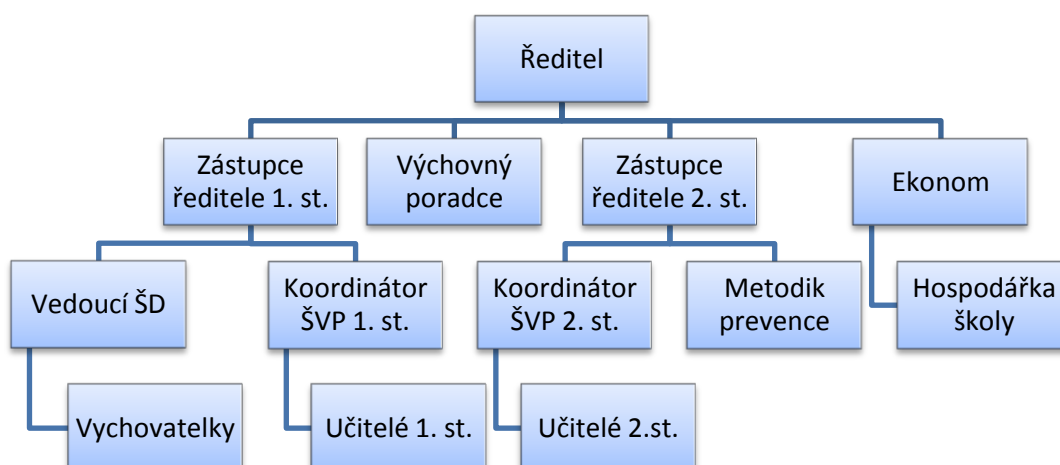 Ředitel
Zástupce
ředitele 1. st.
Výchovný
poradce
Zástupce
ředitele 2. st.
Ekonom
Vedoucí ŠD
Koordinátor
ŠVP 1. st.
Koordinátor
ŠVP 2. st.
Metodik
prevence
Hospodářka
školy
Vychovatelky
Učitelé 1. st.
Učitelé 2.st.